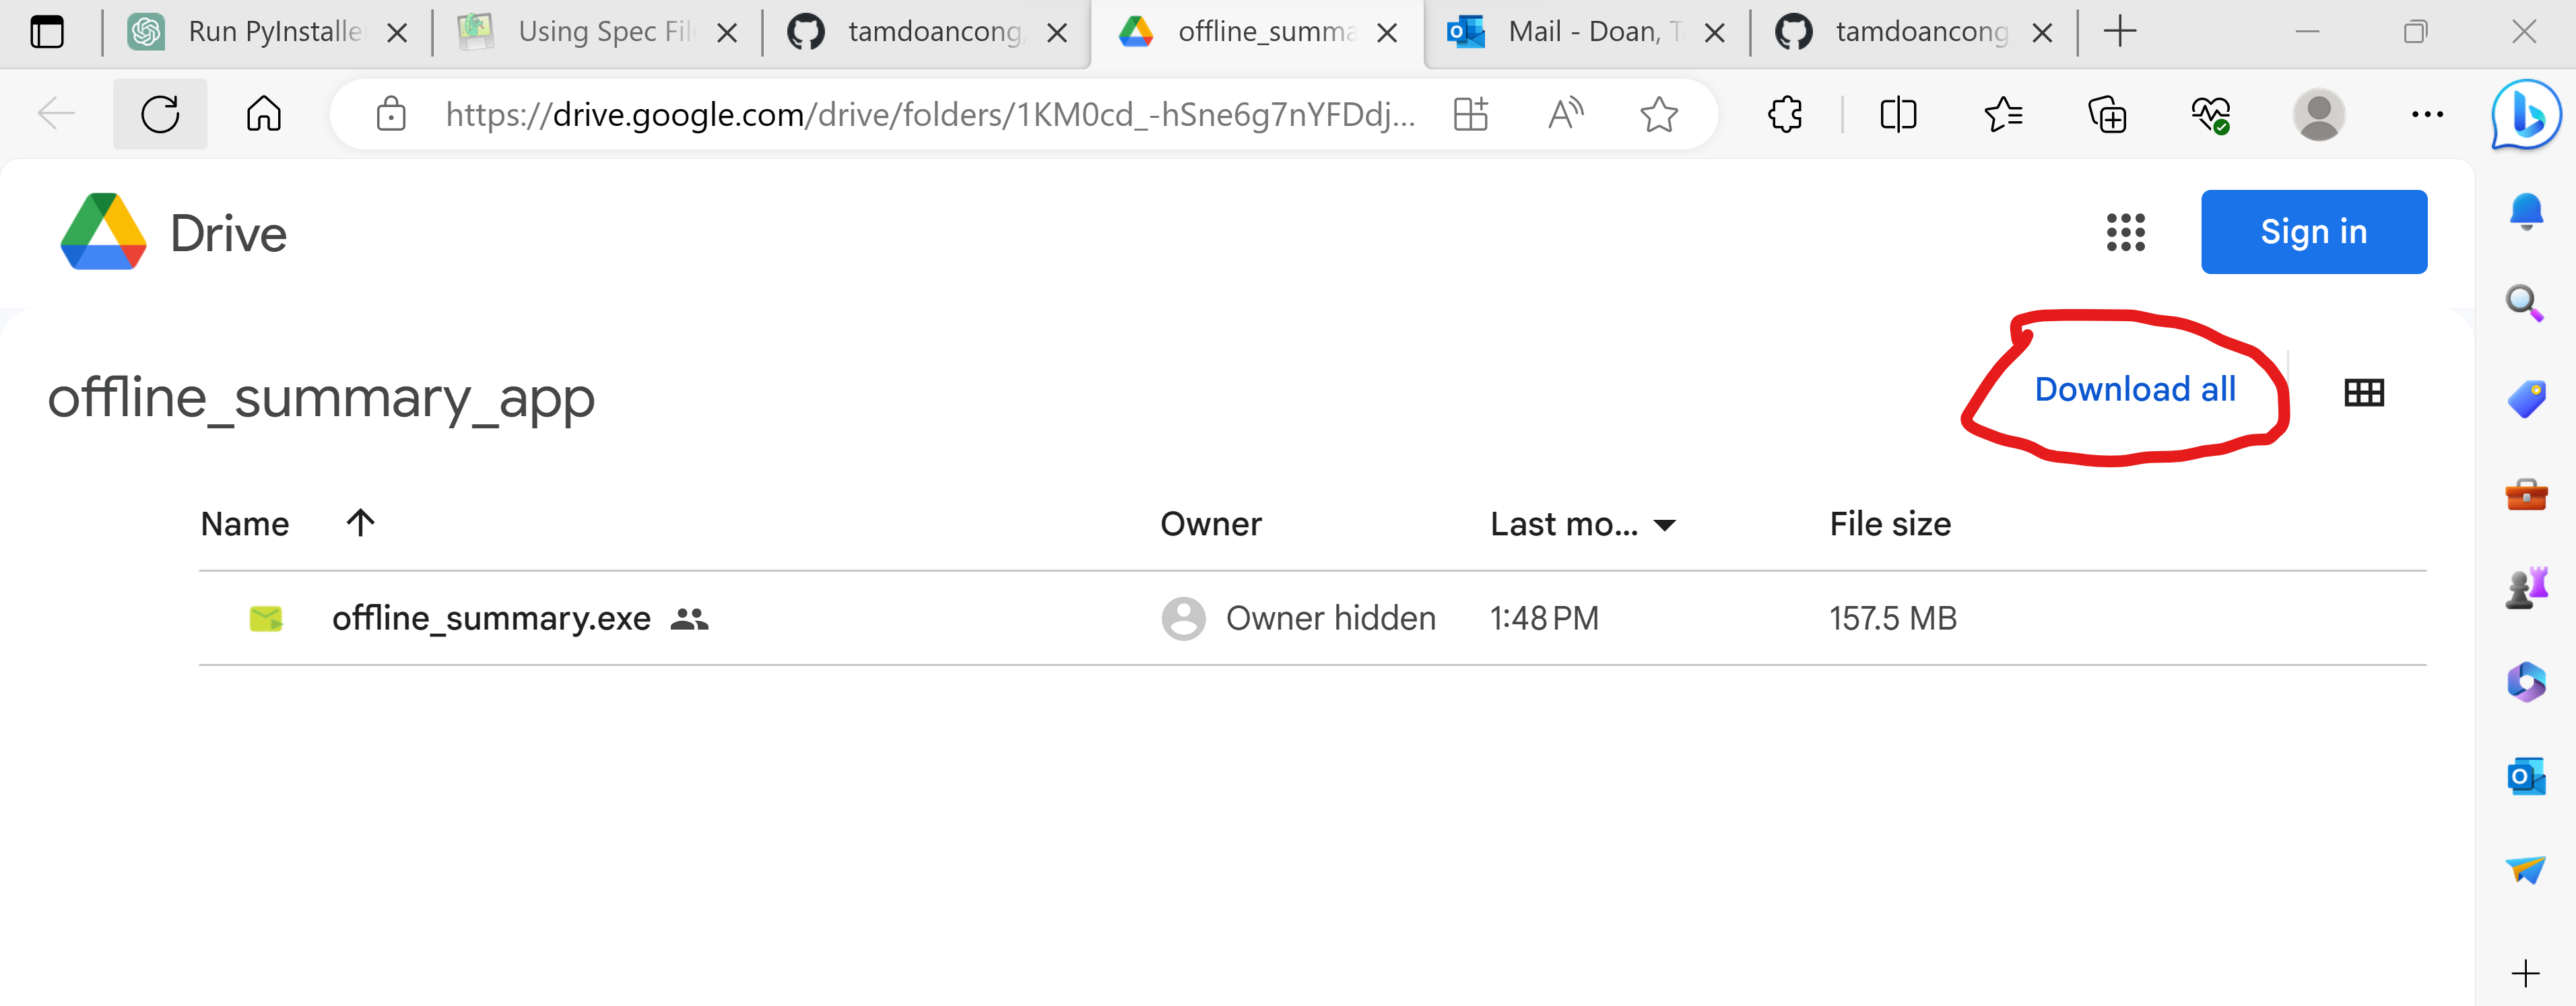 Run PyInstaller
Using Spec Fil
tamdoancong/
offline_summa
Mail - Doan, T
tamdoancong
https://drive.google.com/drive/folders/1KM0cd_-hSne6g7nYFDdj...
Drive
Sign in
offline_summary_app
Download all
Name
Owner
Last mo...
File size
offline_summary.exe
Owner hidden
1:48 PM
157.5 MB